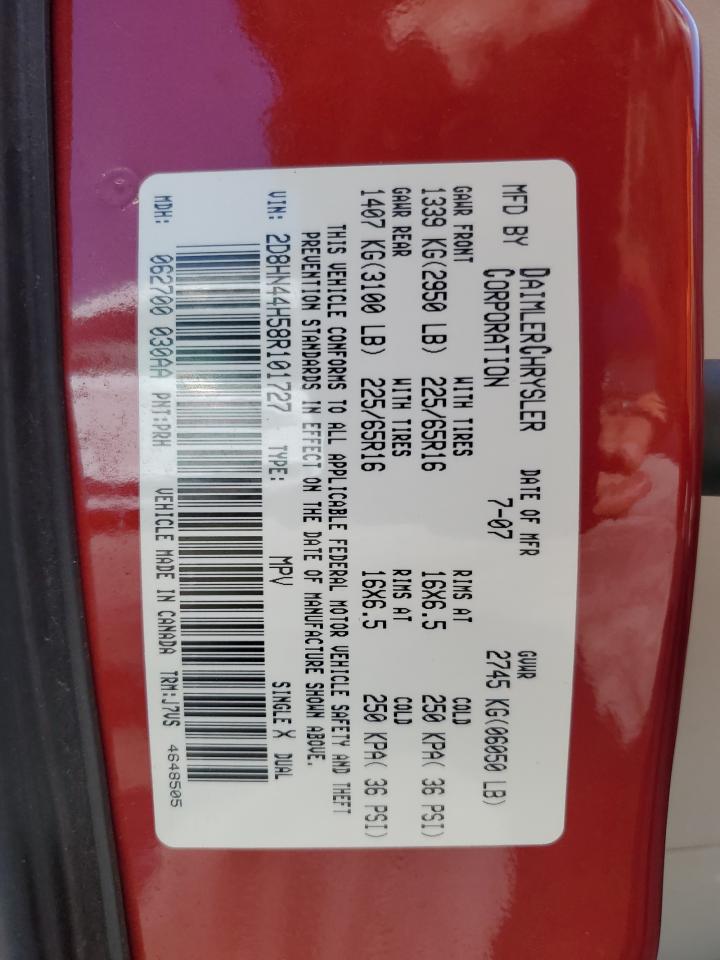 MFD BY DAIMLERCHRYSLER CORPORATION DATE OF MFR 7-07 GVWR 2745 KG(06050 LB)
GAWR FRONT WITH TIRES RIMS AT COLD
1339 KG(2950 LB) 225/65R16 16X6.5 250 KPA( 36 PSI)
GAWR REAR WITH TIRES RIMS AT COLD
1407 KG(3100 LB) 225/65R16 16X6.5 250 KPA( 36 PSI)
THIS VEHICLE CONFORMS TO ALL APPLICABLE FEDERAL MOTOR VEHICLE SAFETY AND THEFT
PREVENTION STANDARDS IN EFFECT ON THE DATE OF MANUFACTURE SHOWN ABOVE.
VIN: 2D8HN44H58R101727 TYPE: MPV SINGLE X DUAL
MDH: 062700 030AA PNT:PRH VEHICLE MADE IN CANADA TRM:J7VS 4648505